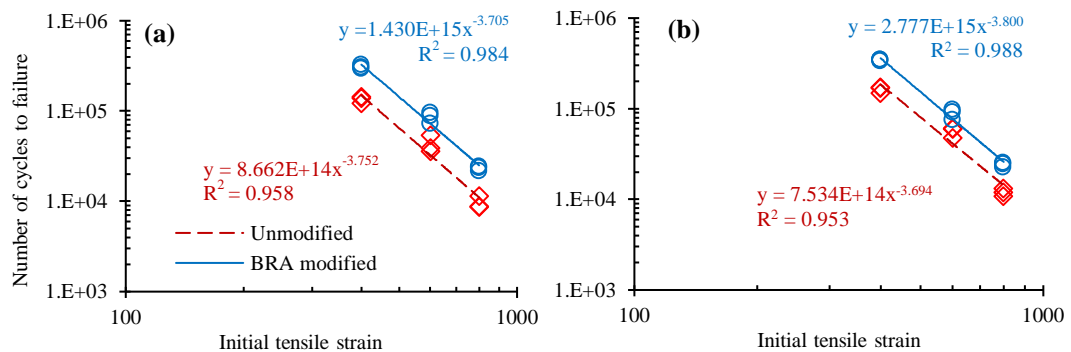 Number of cycles to failure
1.E+06
1.E+05
1.E+04
1.E+03
(a)
y =1.430E+15x^-3.705
R^2 = 0.984
y = 8.662E+14x^-3.752
R^2 = 0.958
Unmodified
BRA modified
100
1000
Initial tensile strain
1.E+06
1.E+05
1.E+04
1.E+03
(b)
y = 2.777E+15x^-3.800
R² = 0.988
y = 7.534E+14x^-3.694
R² = 0.953
100
1000
Initial tensile strain